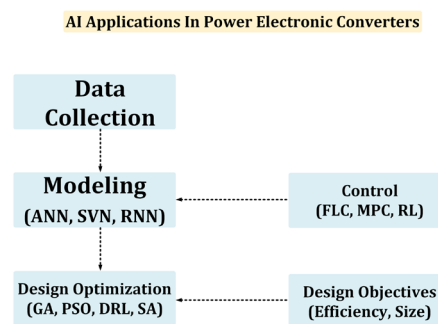 AI Applications In Power Electronic Converters
Data
Collection
Modeling
(ANN, SVN, RNN)
Control
(FLC, MPC, RL)
Design Optimization
(GA, PSO, DRL, SA)
Design Objectives
(Efficiency, Size)